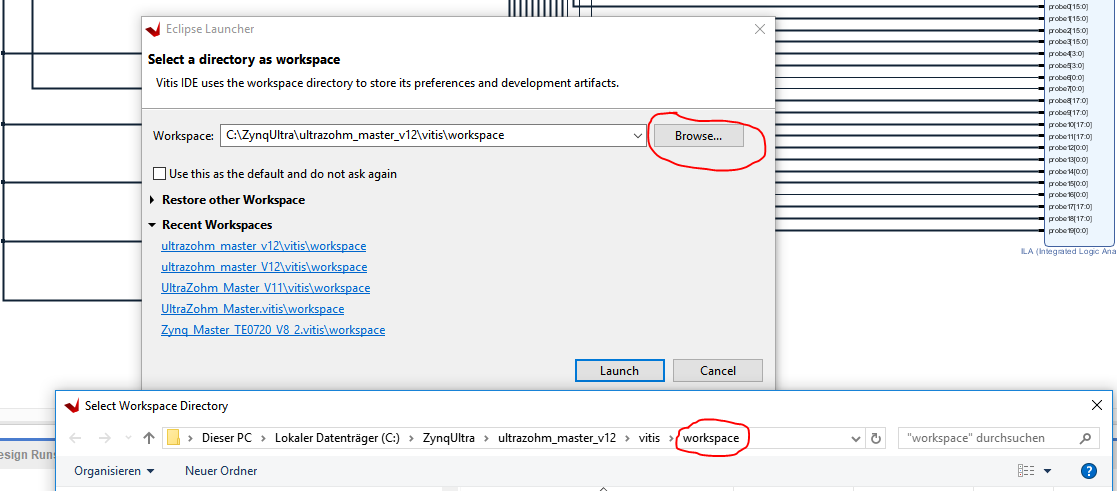 probe0[15:0]
Eclipse Launcher
probe1[15:0]
probe2[15:0]
probe3[15:0]
Select a directory as workspace
probe4[3:0]
probe5[3:0]
Vitis IDE uses the workspace directory to store its preferences and development artifacts.
probe6[0:0]
probe7[0:0]
probe8[17:0]
probe9[17:0]
probe10[17:0]
Workspace: C:\ZynqUltra\ultrazohm_master_v12\vitis\workspace Browse...
probe11[17:0]
probe12[0:0]
probe13[0:0]
Use this as the default and do not ask again
probe14[0:0]
probe15[0:0]
Restore other Workspace
probe16[0:0]
probe17[17:0]
probe18[17:0]
Recent Workspaces
probe19[0:0]
ultrazohm_master_v12\vitis\workspace
ILA (Integrated Logic Ana
ultrazohm_master_V12\vitis\workspace
UltraZohm_Master_V11\vitis\workspace
UltraZohm_Master.vitis\workspace
Zynq_Master_TE0720_V8_2.vitis\workspace
Launch Cancel
Select Workspace Directory
Dieser PC > Lokaler Datenträger (C:) > ZynqUltra > ultrazohm_master_v12 > vitis > workspace "workspace" durchsuchen
esign Runs
Organisieren Neuer Ordner